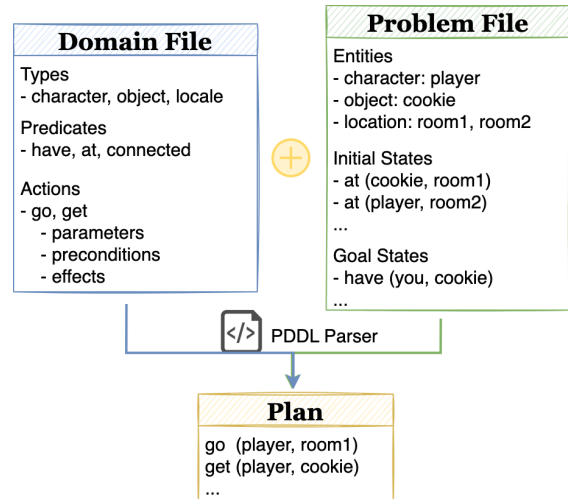 Domain File
Types
- character, object, locale
Predicates
- have, at, connected
Actions
- go, get
- parameters
- preconditions
- effects
Problem File
Entities
- character: player
- object: cookie
- location: room1, room2
Initial States
- at (cookie, room1)
- at (player, room2)
...
Goal States
- have (you, cookie)
...
</> PDDL Parser
Plan
go (player, room1)
get (player, cookie)
...